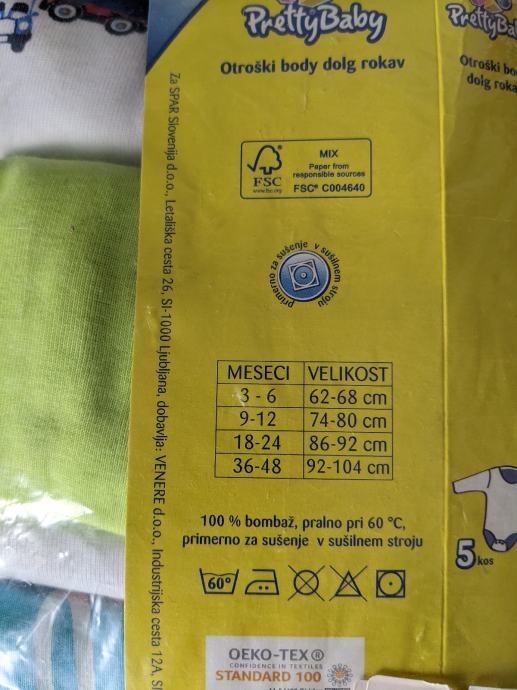 PrettyBaby
Otroški body dolg rokav
FSC
www.fsc.org
MIX
Paper from
responsible sources
FSC® C004640
primerno za sušenje v sušilnem stroju
MESECI VELIKOST
3 - 6 62-68 cm
9-12 74-80 cm
18-24 86-92 cm
36-48 92-104 cm
100 % bombaž, pralno pri 60 °C,
primerno za sušenje v sušilnem stroju
60°
OEKO-TEX®
CONFIDENCE IN TEXTILES
STANDARD 100
Za SPAR Slovenija d.o.o., Letališka cesta 26, SI-1000 Ljubljana, dobavlja: VENERE d.o.o., Industrijska cesta 12A,
PrettyBa
Otroški bo
dolg roka
5 kos